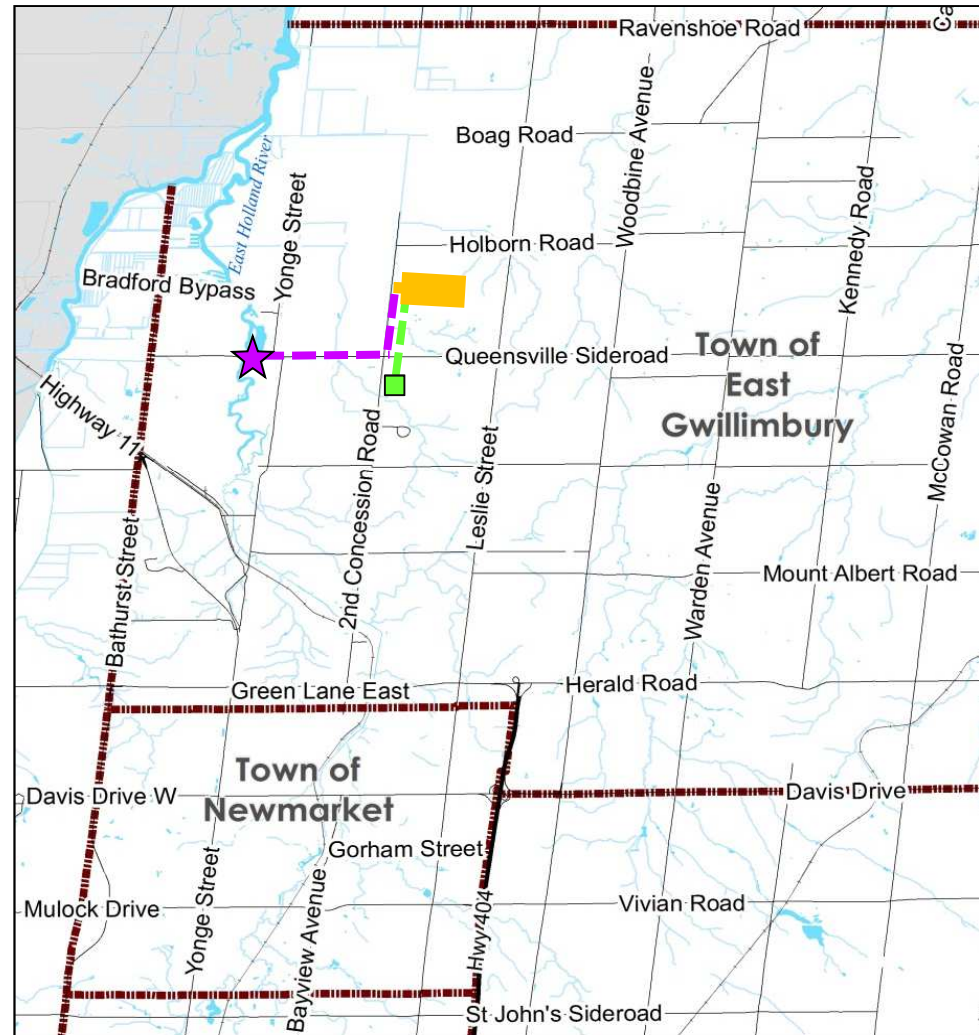 Ravenshoe Road
Ca
Boag Road
Woodbine Avenue
East Holland River
Yonge Street
Kennedy Road
Holborn Road
Bradford Bypass
Queensville Sideroad
Town of
East
Gwillimbury
Highway 11
McCowan Road
2nd Concession Road
Leslie Street
Warden Avenue
Bathurst Street
Mount Albert Road
Green Lane East
Herald Road
Town of
Newmarket
Davis Drive W
Davis Drive
Gorham Street
Yonge Street
Bayview Avenue
Hwy 404
Mulock Drive
Vivian Road
St John's Sideroad